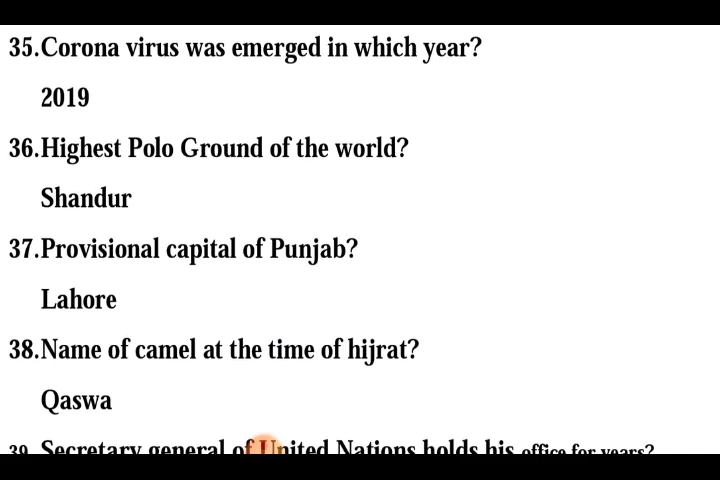 35.Corona virus was emerged in which year?
2019
36.Highest Polo Ground of the world?
Shandur
37.Provisional capital of Punjab?
Lahore
38.Name of camel at the time of hijrat?
Qaswa
39. Secretary general of United Nations holds his office for years?